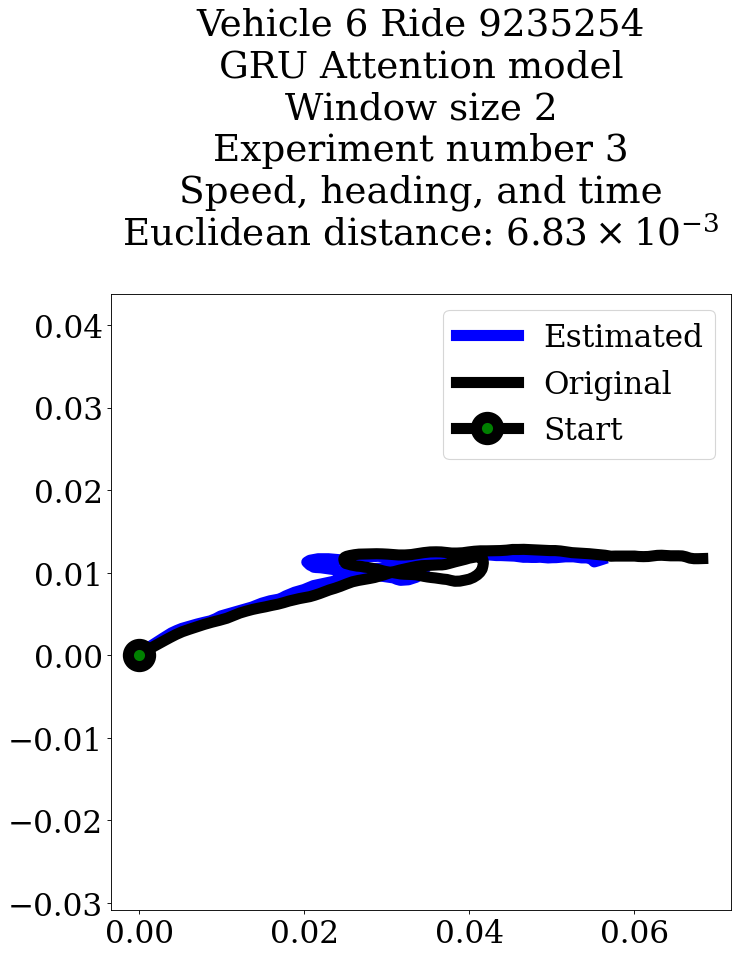 Vehicle 6 Ride 9235254
GRU Attention model
Window size 2
Experiment number 3
Speed, heading, and time
Euclidean distance: 6.83 × 10⁻³
Estimated
Original
Start
0.04
0.03
0.02
0.01
0.00
−0.01
−0.02
−0.03
0.00 0.02 0.04 0.06